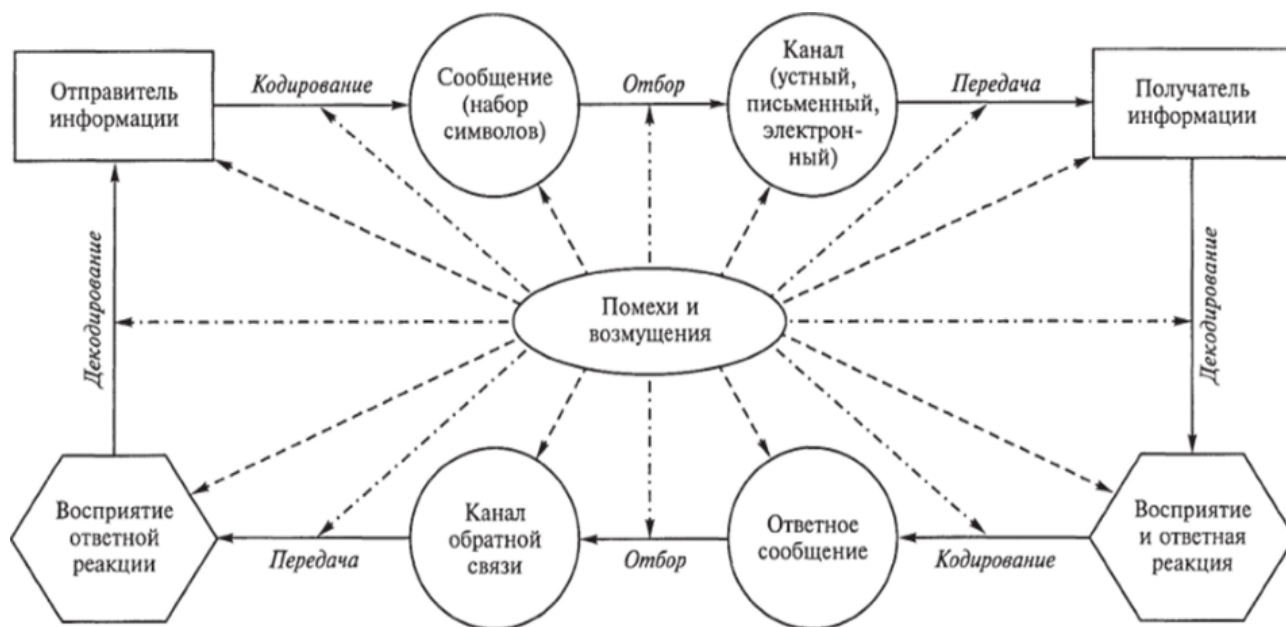 Отправитель
информации
Кодирование
Сообщение
(набор
символов)
Отбор
Канал
(устный,
письменный,
электрон-
ный)
Передача
Получатель
информации
Декодирование
Помехи и
возмущения
Декодирование
Восприятие
ответной
реакции
Передача
Канал
обратной
связи
Отбор
Ответное
сообщение
Кодирование
Восприятие
и ответная
реакция